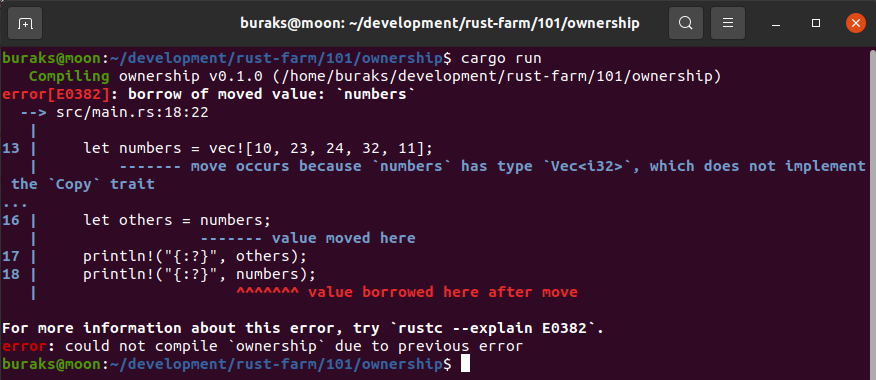 buraks@moon: ~/development/rust-farm/101/ownership
buraks@moon:~/development/rust-farm/101/ownership$ cargo run
   Compiling ownership v0.1.0 (/home/buraks/development/rust-farm/101/ownership)
error[E0382]: borrow of moved value: `numbers`
  --> src/main.rs:18:22
   |
13 |     let numbers = vec![10, 23, 24, 32, 11];
   |         ------- move occurs because `numbers` has type `Vec<i32>`, which does not implement
 the `Copy` trait
...
16 |     let others = numbers;
   |                  ------- value moved here
17 |     println!("{:?}", others);
18 |     println!("{:?}", numbers);
   |                      ^^^^^^^ value borrowed here after move

For more information about this error, try `rustc --explain E0382`.
error: could not compile `ownership` due to previous error
buraks@moon:~/development/rust-farm/101/ownership$